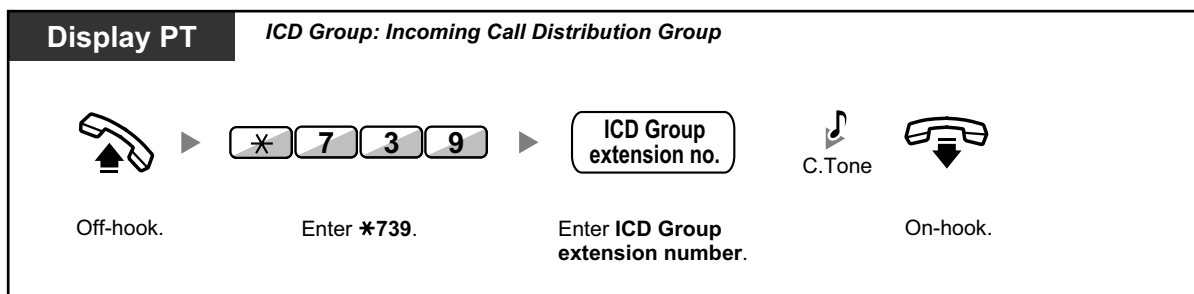 Display PT
ICD Group: Incoming Call Distribution Group
* 7 3 9
ICD Group
extension no.
C.Tone
Off-hook.
Enter *739.
Enter ICD Group
extension number.
On-hook.